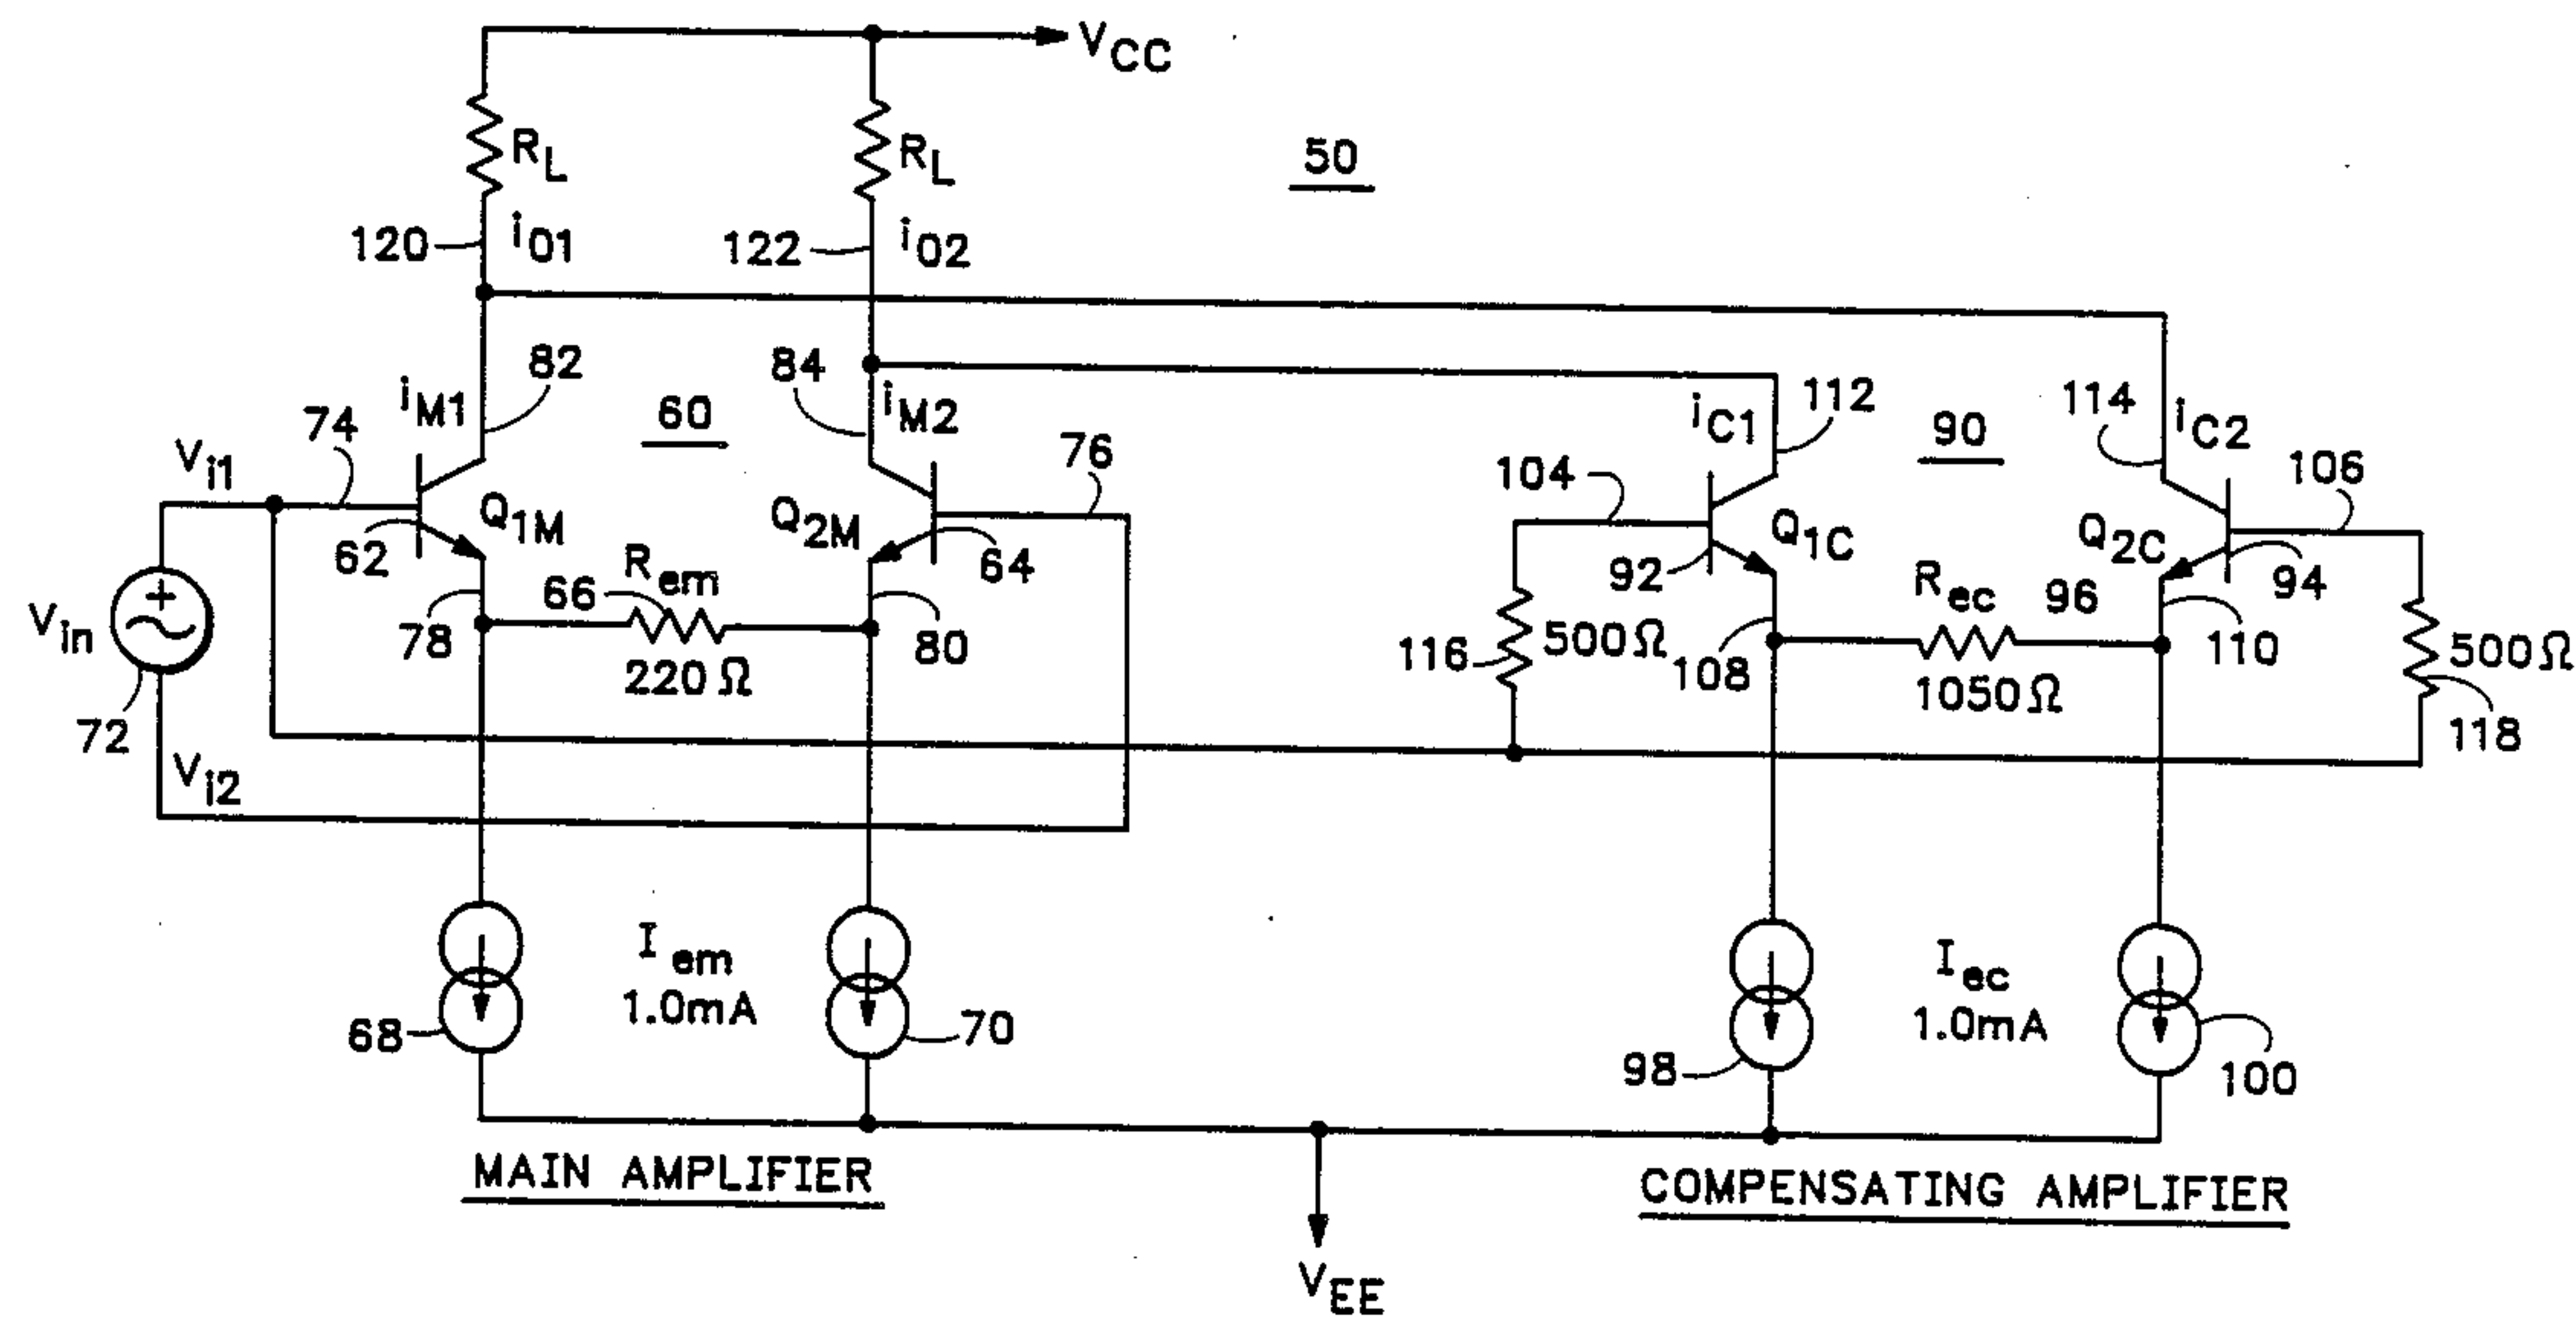 VCC
RL
RL
50
120
iO1
122
iO2
82
84
iM1
60
iM2
112
iC1
90
114
iC2
74
76
104
106
Vi1
Q1M
Q2M
Q1C
Q2C
62
Rem
66
64
92
Rec
96
94
Vin
78
220Ω
80
116
500Ω
108
1050Ω
110
500Ω
72
118
Vi2
Iem
1.0mA
Iec
1.0mA
68
70
98
100
MAIN AMPLIFIER
COMPENSATING AMPLIFIER
VEE